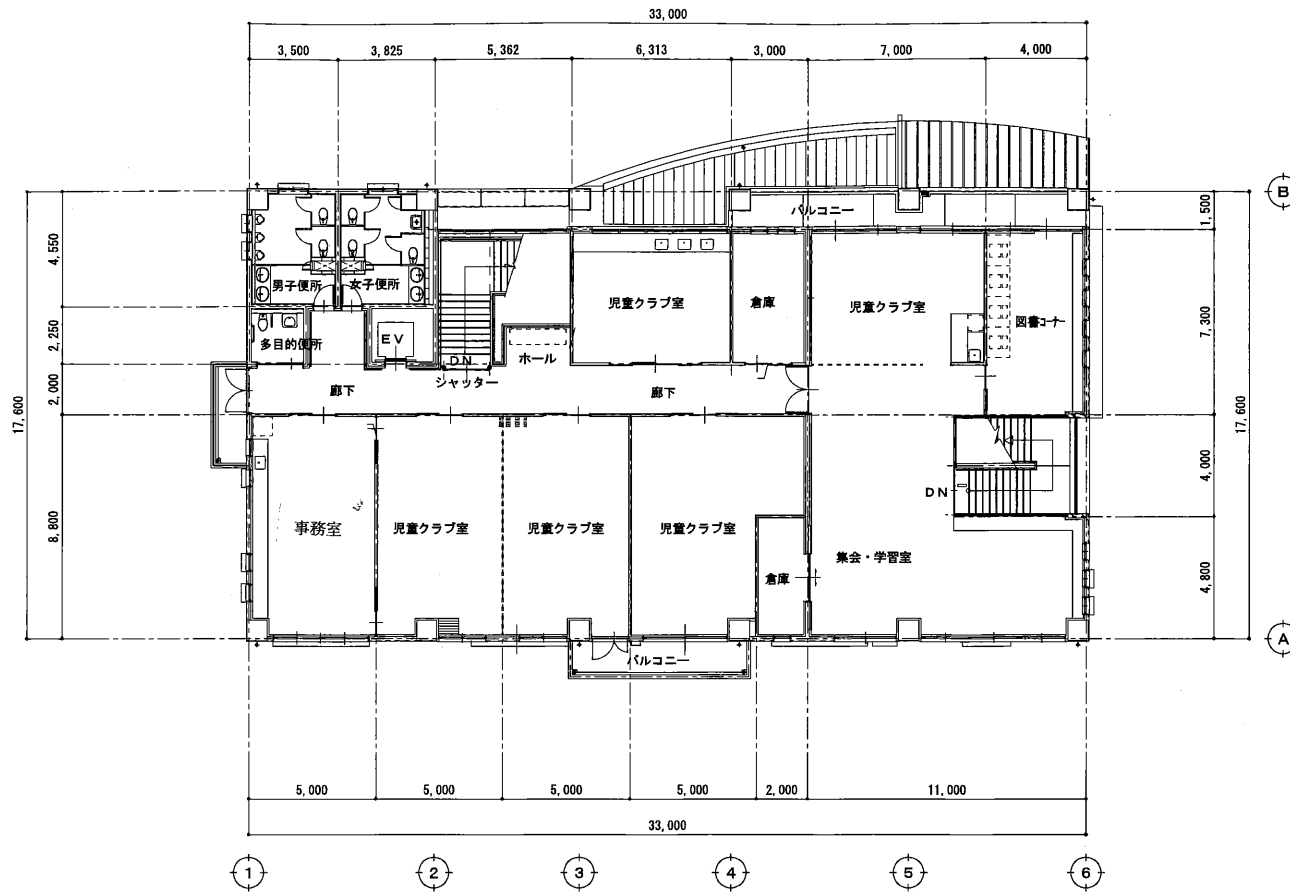 33,000
3,500
3,825
5,362
6,313
3,000
7,000
4,000
B
バルコニー
1,500
4,550
男子便所
女子便所
児童クラブ室
倉庫
児童クラブ室
図書コーナー
7,300
2,250
多目的便所
EV
DN
ホール
シャッター
2,000
廊下
廊下
17,600
17,600
4,000
DN
8,800
事務室
児童クラブ室
児童クラブ室
児童クラブ室
集会・学習室
倉庫
4,800
A
バルコニー
5,000
5,000
5,000
5,000
2,000
11,000
33,000
1
2
3
4
5
6